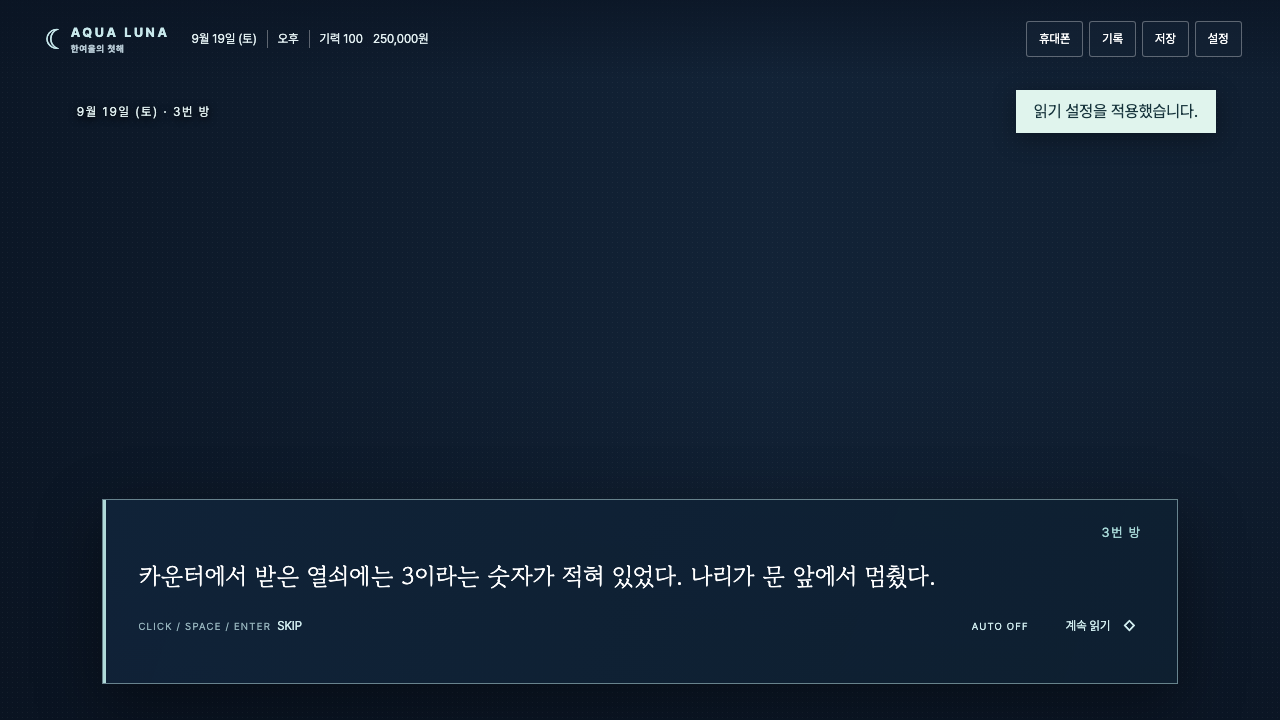 AQUA LUNA
한여울의 첫해
9월 19일 (토) 오후 기력 100 250,000원
휴대폰 기록 저장 설정
9월 19일 (토) · 3번 방
읽기 설정을 적용했습니다.
3번 방
카운터에서 받은 열쇠에는 3이라는 숫자가 적혀 있었다. 나리가 문 앞에서 멈췄다.
CLICK / SPACE / ENTER SKIP
AUTO OFF 계속 읽기